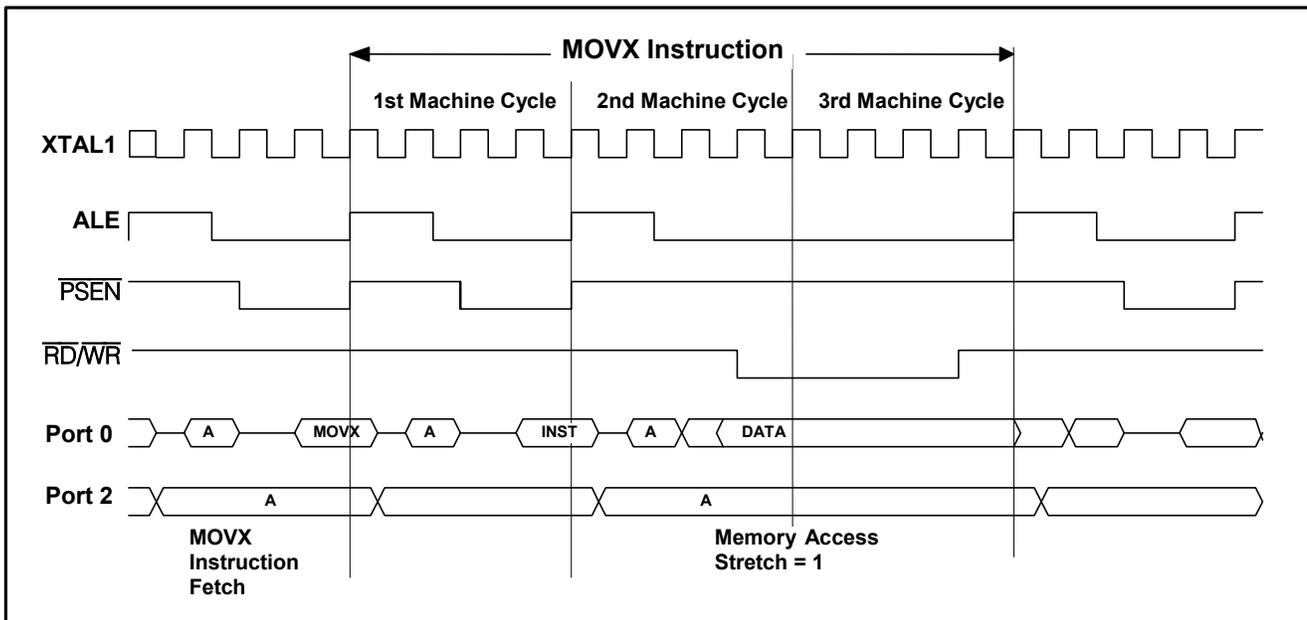 MOVX Instruction
1st Machine Cycle 2nd Machine Cycle 3rd Machine Cycle
XTAL1
ALE
PSEN
RD/WR
Port 0 A MOVX A INST A DATA
Port 2 A A
MOVX
Instruction
Fetch
Memory Access
Stretch = 1